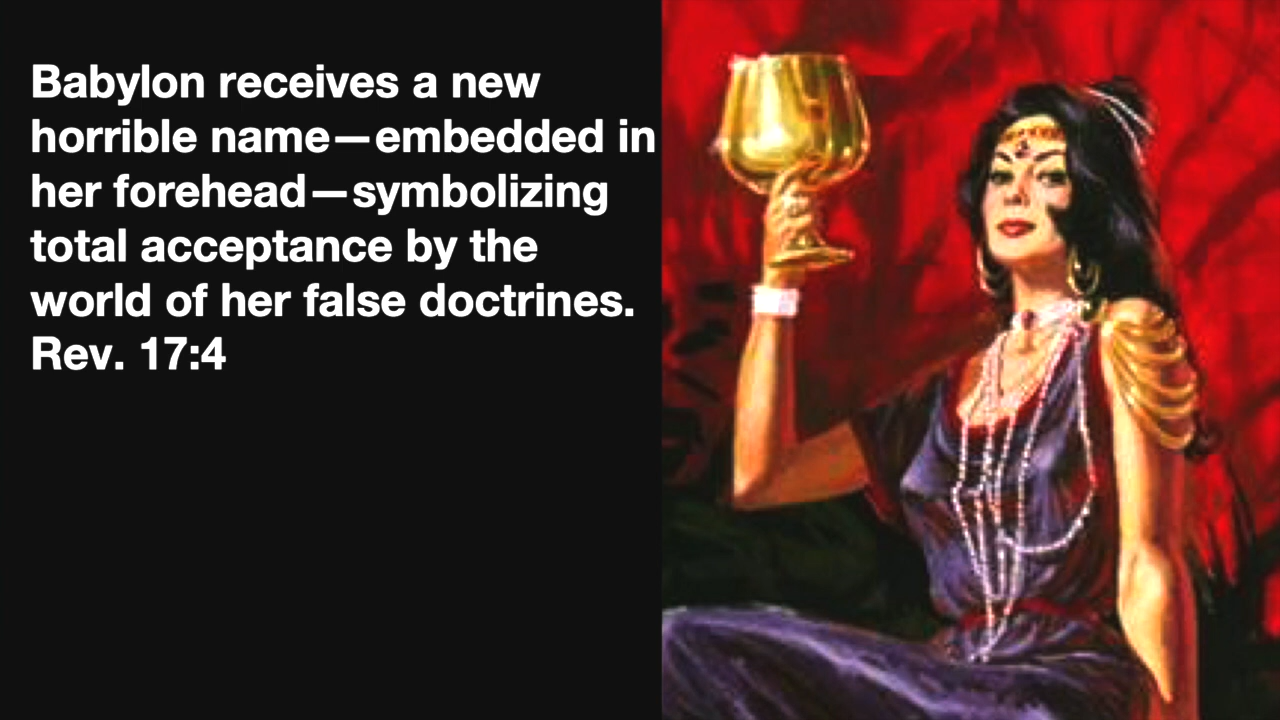 Babylon receives a new
horrible name—embedded in
her forehead—symbolizing
total acceptance by the
world of her false doctrines.
Rev. 17:4